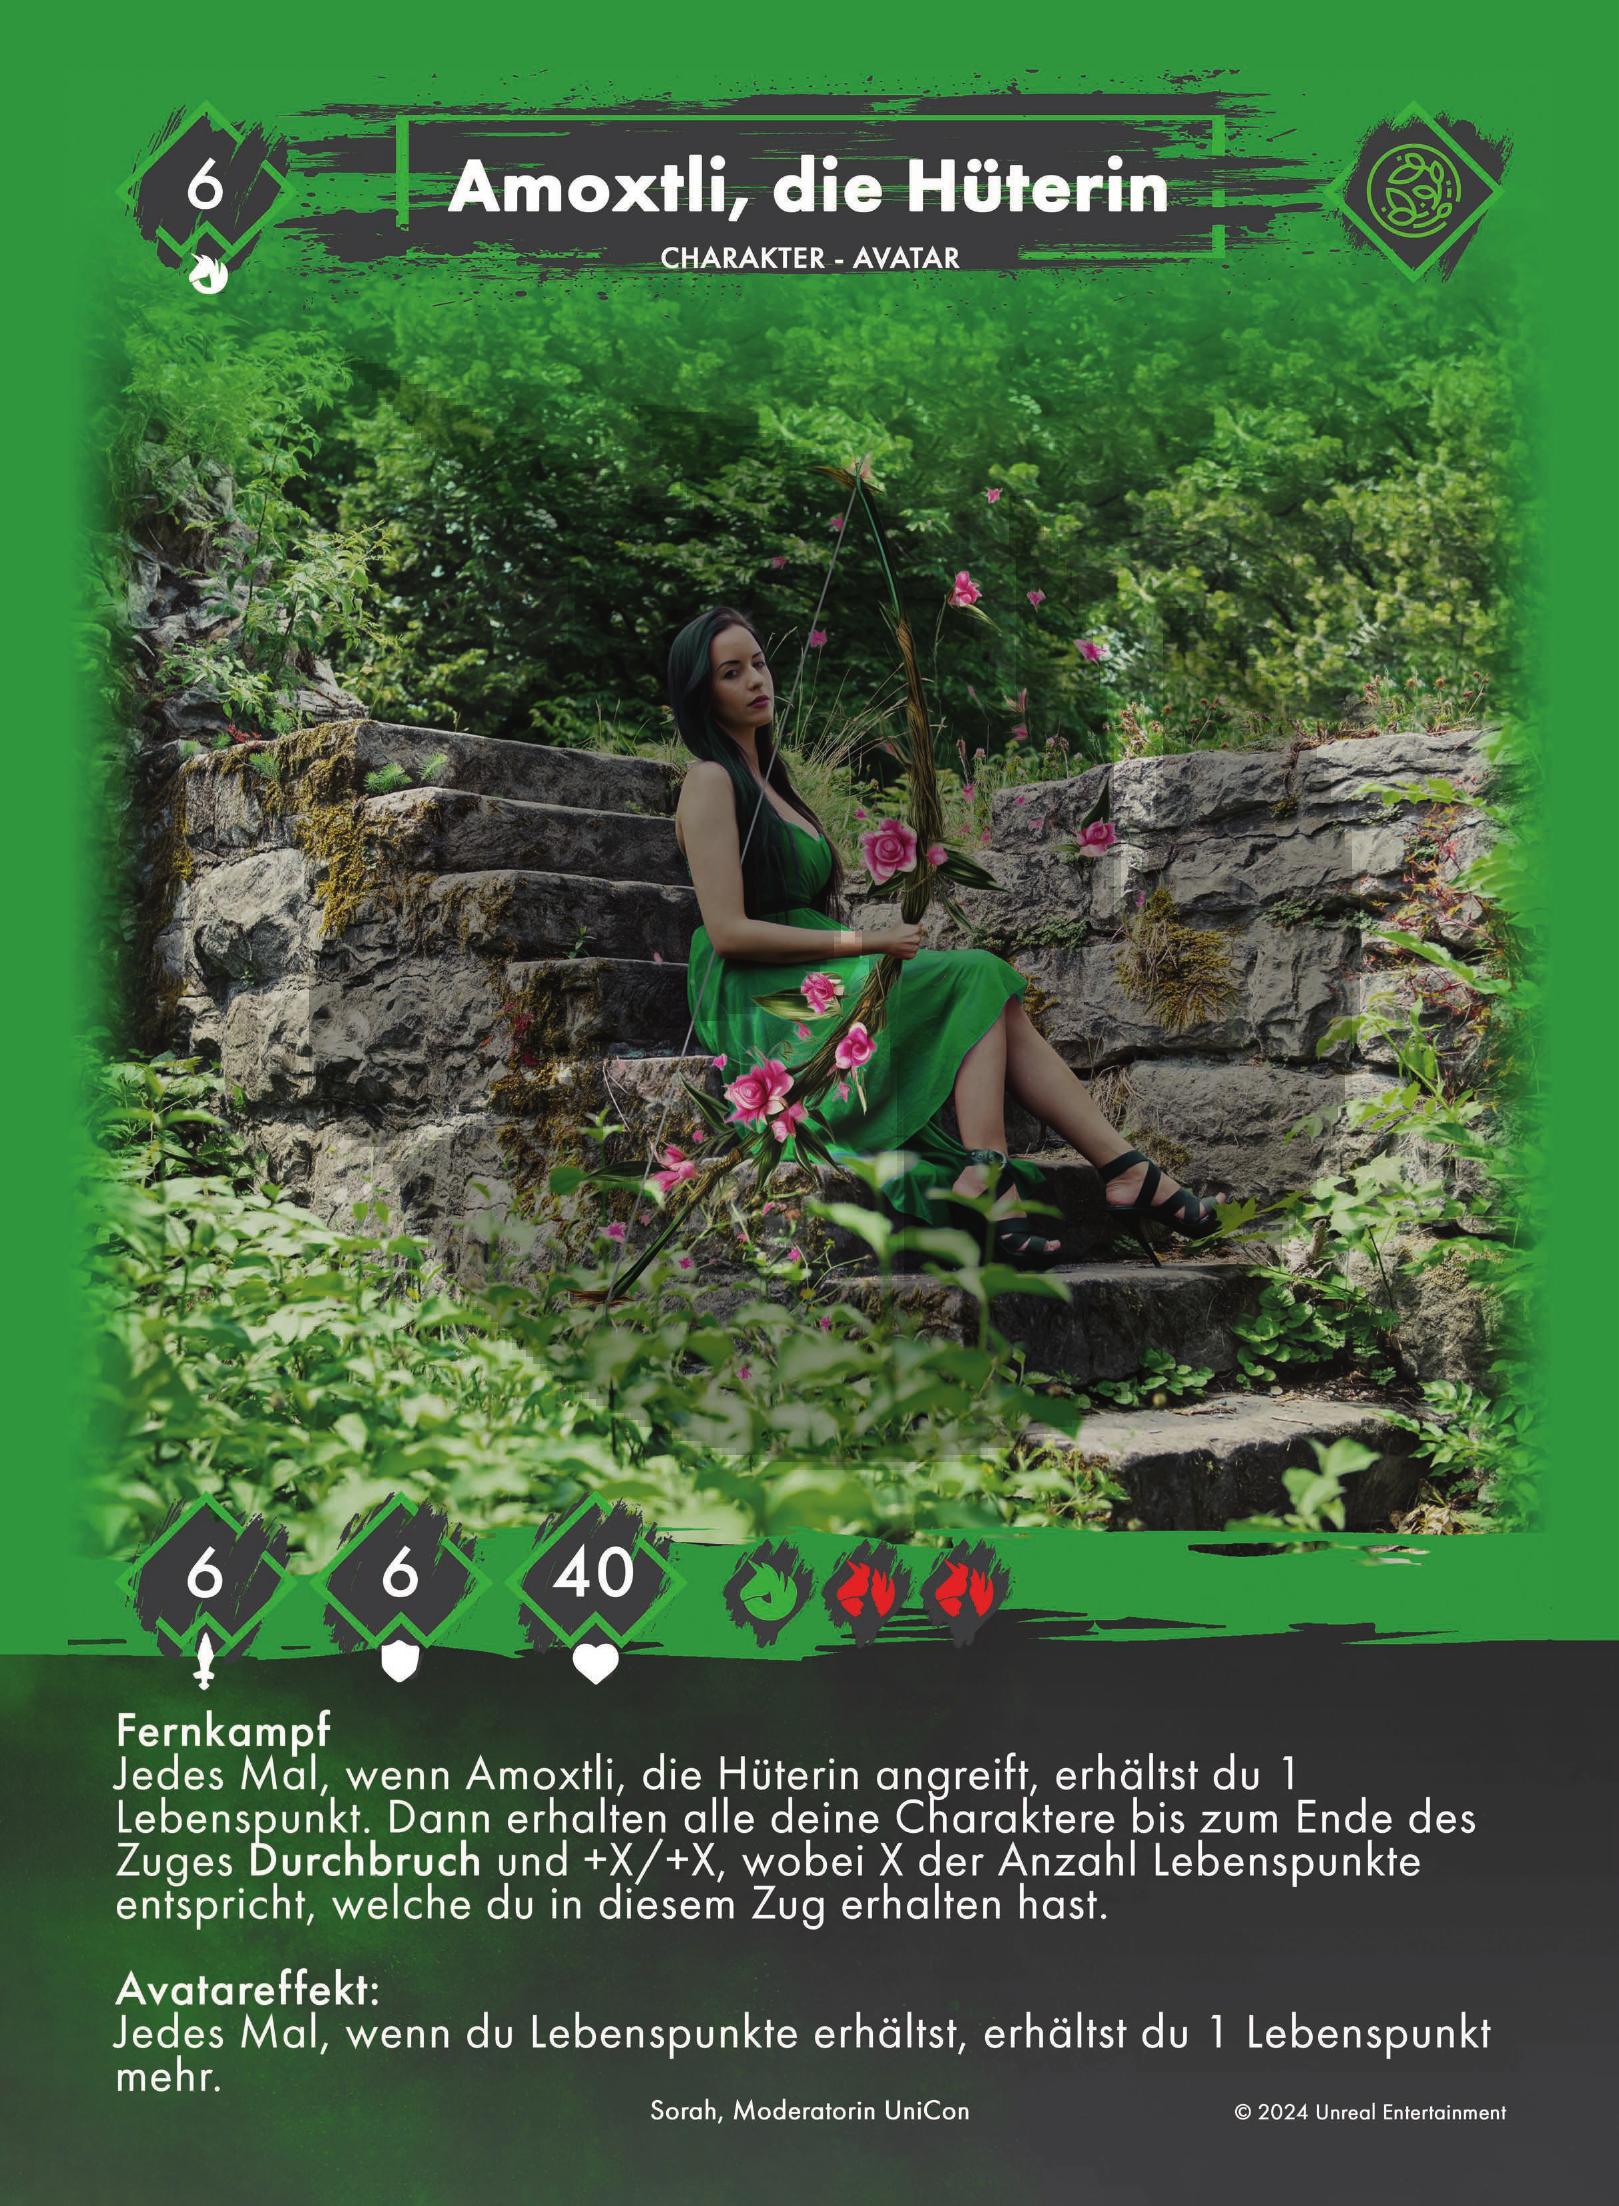 6
Amoxtli, die Hüterin
CHARAKTER - AVATAR
6
6
40
Fernkampf
Jedes Mal, wenn Amoxtli, die Hüterin angreift, erhältst du 1
Lebenspunkt. Dann erhalten alle deine Charaktere bis zum Ende des
Zuges Durchbruch und +X/+X, wobei X der Anzahl Lebenspunkte
entspricht, welche du in diesem Zug erhalten hast.
Avatareffekt:
Jedes Mal, wenn du Lebenspunkte erhältst, erhältst du 1 Lebenspunkt
mehr.
Sorah, Moderatorin UniCon
© 2024 Unreal Entertainment